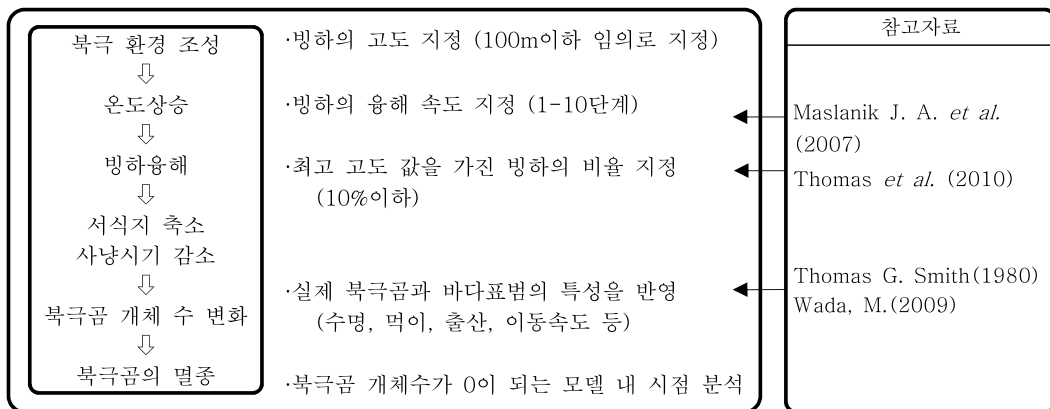 북극 환경 조성
온도상승
빙하융해
서식지 축소
사냥시기 감소
북극곰 개체 수 변화
북극곰의 멸종
·빙하의 고도 지정 (100m이하 임의로 지정)
·빙하의 융해 속도 지정 (1-10단계)
·최고 고도 값을 가진 빙하의 비율 지정
(10%이하)
·실제 북극곰과 바다표범의 특성을 반영
(수명, 먹이, 출산, 이동속도 등)
·북극곰 개체수가 0이 되는 모델 내 시점 분석
참고자료
Maslanik J. A. et al.
(2007)
Thomas et al. (2010)
Thomas G. Smith(1980)
Wada, M.(2009)